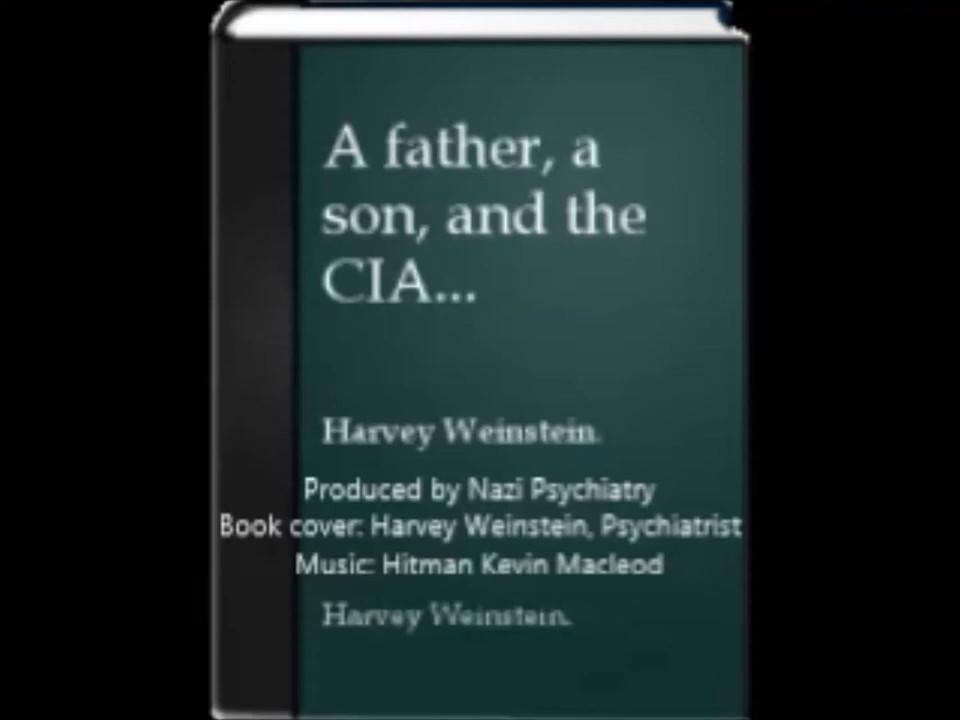 A father, a
son, and the
CIA...
Harvey Weinstein.
Produced by Nazi Psychiatry
Book cover: Harvey Weinstein, Psychiatrist
Music: Hitman Kevin Macleod
Harvey Weinstein.